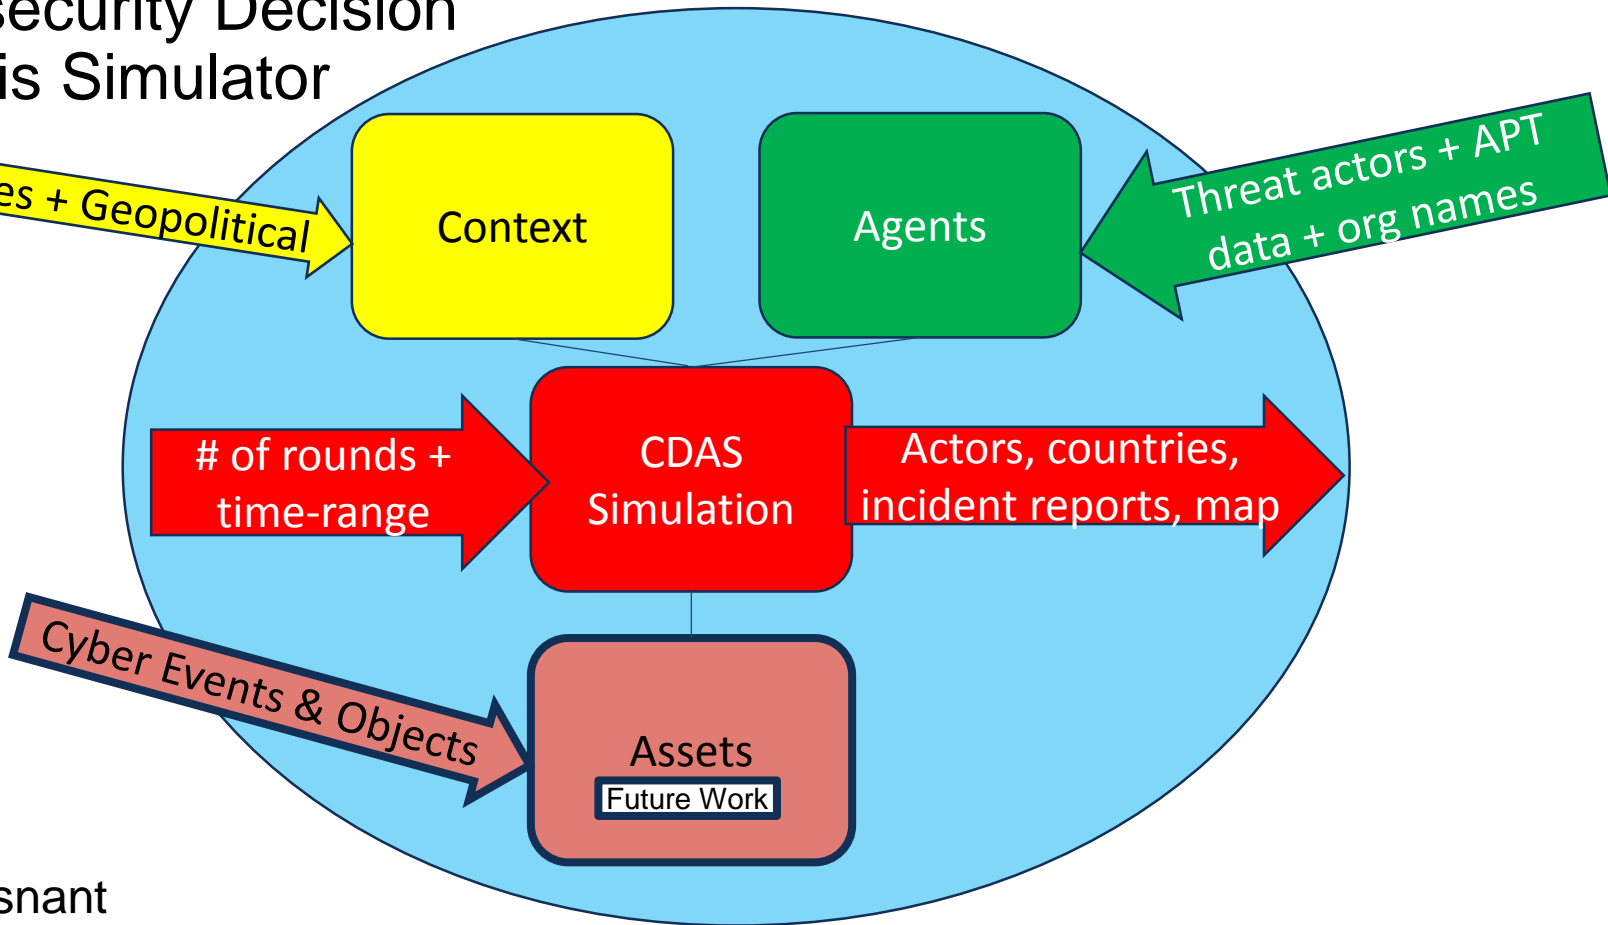 security Decision
is Simulator
es + Geopolitical
Context
Agents
Threat actors + APT
data + org names
# of rounds +
time-range
CDAS
Simulation
Actors, countries,
incident reports, map
Cyber Events & Objects
Assets
Future Work
snant